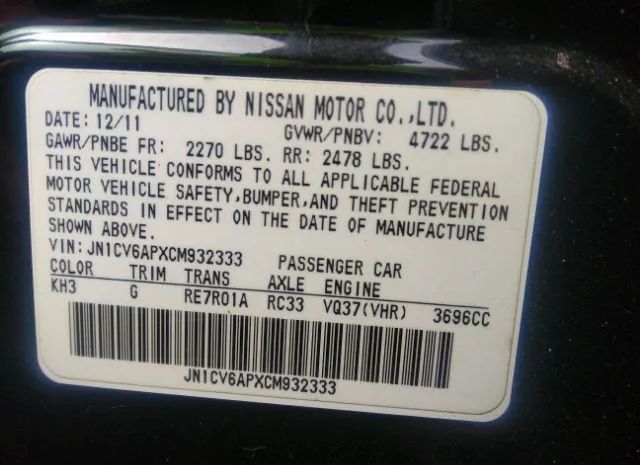 MANUFACTURED BY NISSAN MOTOR CO.,LTD.
DATE: 12/11 GVWR/PNBV: 4722 LBS.
GAWR/PNBE FR: 2270 LBS. RR: 2478 LBS.
THIS VEHICLE CONFORMS TO ALL APPLICABLE FEDERAL
MOTOR VEHICLE SAFETY,BUMPER,AND THEFT PREVENTION
STANDARDS IN EFFECT ON THE DATE OF MANUFACTURE
SHOWN ABOVE.
VIN:JN1CV6APXCM932333 PASSENGER CAR
COLOR TRIM TRANS AXLE ENGINE
KH3 G RE7R01A RC33 VQ37(VHR) 3696CC
JN1CV6APXCM932333